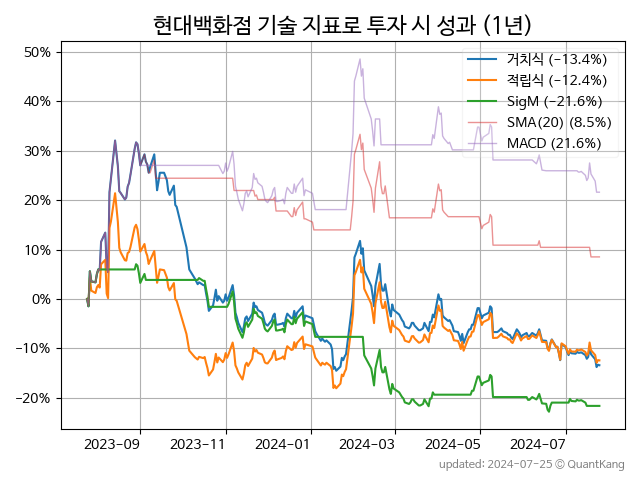 현대백화점 기술 지표로 투자 시 성과 (1년)
50%
40%
30%
20%
10%
0%
−10%
−20%
거치식 (−13.4%)
적립식 (−12.4%)
SigM (−21.6%)
SMA(20) (8.5%)
MACD (21.6%)
2023-09
2023-11
2024-01
2024-03
2024-05
2024-07
updated: 2024-07-25 © QuantKang